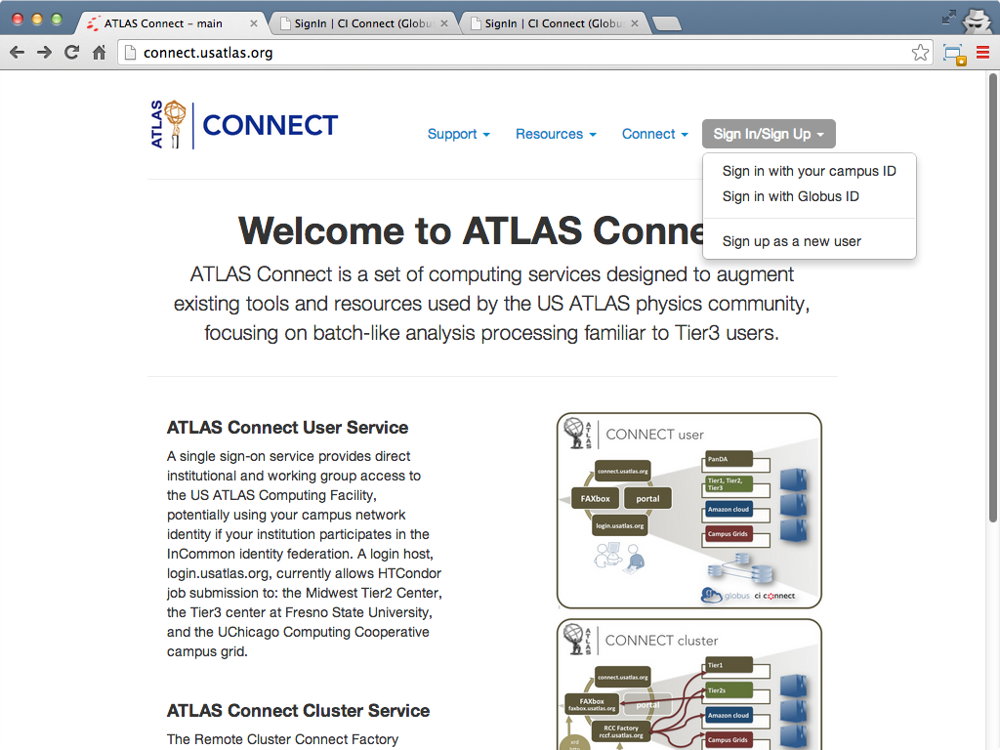 ATLAS Connect – main
SignIn | CI Connect (Globu
SignIn | CI Connect (Globu
connect.usatlas.org
ATLAS CONNECT
Support
Resources
Connect
Sign In/Sign Up
Sign in with your campus ID
Sign in with Globus ID
Sign up as a new user
Welcome to ATLAS Conne
ATLAS Connect is a set of computing services designed to augment
existing tools and resources used by the US ATLAS physics community,
focusing on batch-like analysis processing familiar to Tier3 users.
ATLAS Connect User Service
A single sign-on service provides direct
institutional and working group access to
the US ATLAS Computing Facility,
potentially using your campus network
identity if your institution participates in the
InCommon identity federation. A login host,
login.usatlas.org, currently allows HTCondor
job submission to: the Midwest Tier2 Center,
the Tier3 center at Fresno State University,
and the UChicago Computing Cooperative
campus grid.
ATLAS Connect Cluster Service
The Remote Cluster Connect Factory
ATLAS
CONNECT user
connect.usatlas.org
FAXbox
portal
login.usatlas.org
PanDA
Tier1, Tier2,
Tier3
Amazon cloud
Campus Grids
globus
ci connect
ATLAS
CONNECT cluster
connect.usatlas.org
FAXbox
faxbox.usatlas.org
portal
RCC Factory
rccf.usatlas.org
Tier1
Tier2s
Amazon cloud
Campus Grids